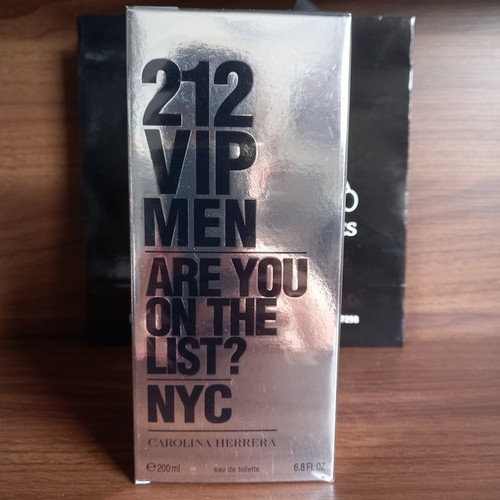 212
VIP
MEN
ARE YOU
ON THE
LIST?
NYC
CAROLINA HERRERA
℮200ml eau de toilette 6.8 FL OZ